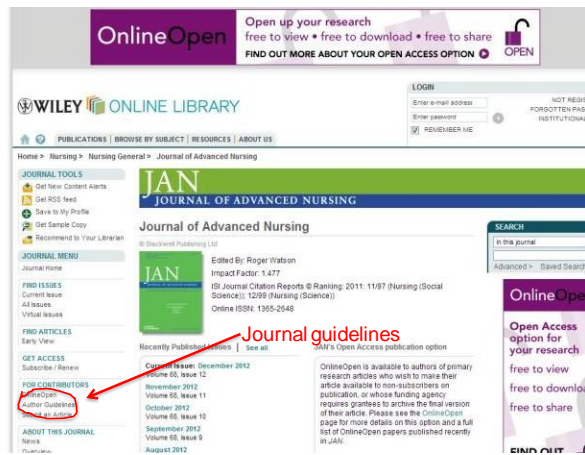 OnlineOpen
Open up your research
free to view • free to download • free to share
FIND OUT MORE ABOUT YOUR OPEN ACCESS OPTION
OPEN
WILEY ONLINE LIBRARY
LOGIN
Enter e-mail address
Enter password
REMEMBER ME
NOT REGIS
FORGOTTEN PAS
INSTITUTIONAL
PUBLICATIONS | BROWSE BY SUBJECT | RESOURCES | ABOUT US
Home > Nursing > Nursing General > Journal of Advanced Nursing
JOURNAL TOOLS
Get New Content Alerts
Get RSS feed
Save to My Profile
Get Sample Copy
Recommend to Your Librarian
JOURNAL MENU
Journal Home
FIND ISSUES
Current Issue
All Issues
Virtual Issues
FIND ARTICLES
Early View
GET ACCESS
Subscribe / Renew
FOR CONTRIBUTORS
OnlineOpen
Author Guidelines
Submit an Article
ABOUT THIS JOURNAL
News
Overview
JAN
JOURNAL OF ADVANCED NURSING
Journal of Advanced Nursing
© Blackwell Publishing Ltd
JAN
Edited By: Roger Watson
Impact Factor: 1.477
ISI Journal Citation Reports © Ranking: 2011: 11/97 (Nursing (Social
Science)); 12/99 (Nursing (Science))
Online ISSN: 1365-2648
Journal guidelines
Recently Published Issues | See all
Current Issue: December 2012
Volume 68, Issue 12
November 2012
Volume 68, Issue 11
October 2012
Volume 68, Issue 10
September 2012
Volume 68, Issue 9
August 2012
JAN's Open Access publication option
OnlineOpen is available to authors of primary
research articles who wish to make their
article available to non-subscribers on
publication, or whose funding agency
requires grantees to archive the final version
of their article. Please see the OnlineOpen
page for more details on this option and a full
list of OnlineOpen papers published recently
in JAN.
SEARCH
In this journal
Advanced > Saved Search
OnlineOpe
Open Access
option for
your research
free to view
free to downloa
free to share
FIND OUT